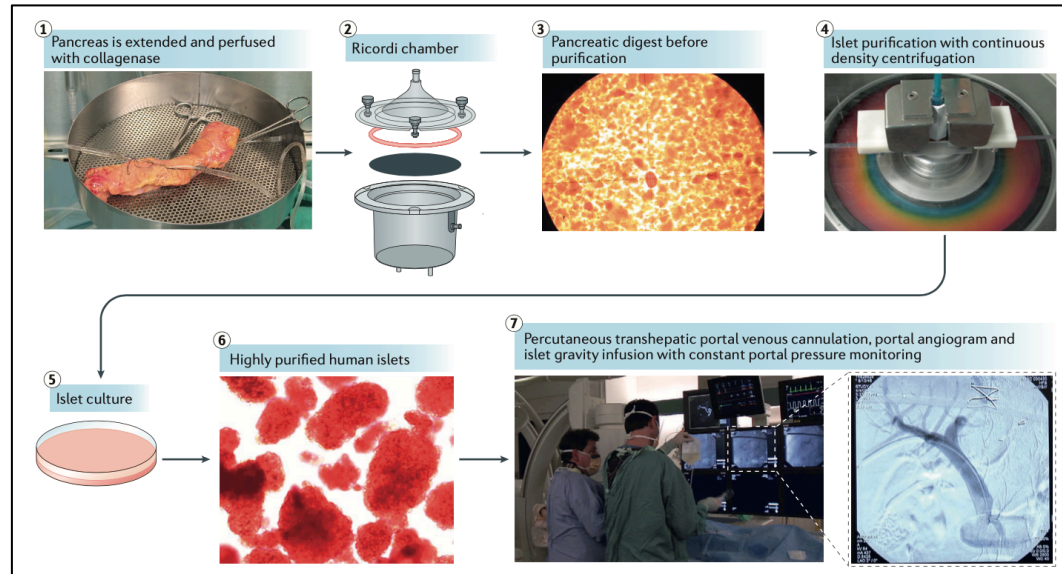 1
Pancreas is extended and perfused
with collagenase
2
Ricordi chamber
3
Pancreatic digest before
purification
4
Islet purification with continuous
density centrifugation
5
Islet culture
6
Highly purified human islets
7
Percutaneous transhepatic portal venous cannulation, portal angiogram and
islet gravity infusion with constant portal pressure monitoring